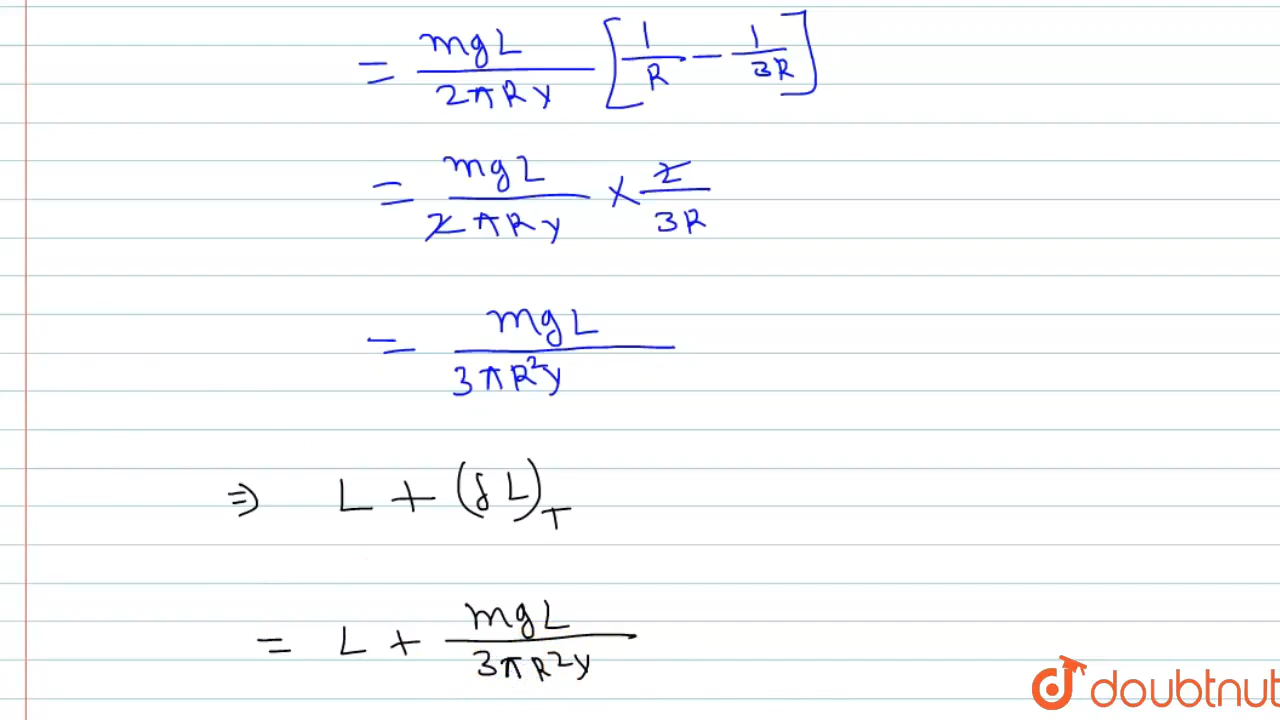 = mgL / 2πRy [1/R − 1/3R]
= mgL / 2πRy × 2/3R
= mgL / 3πR²y
⇒ L + (δL)_T
= L + mgL / 3πR²y
doubtnut